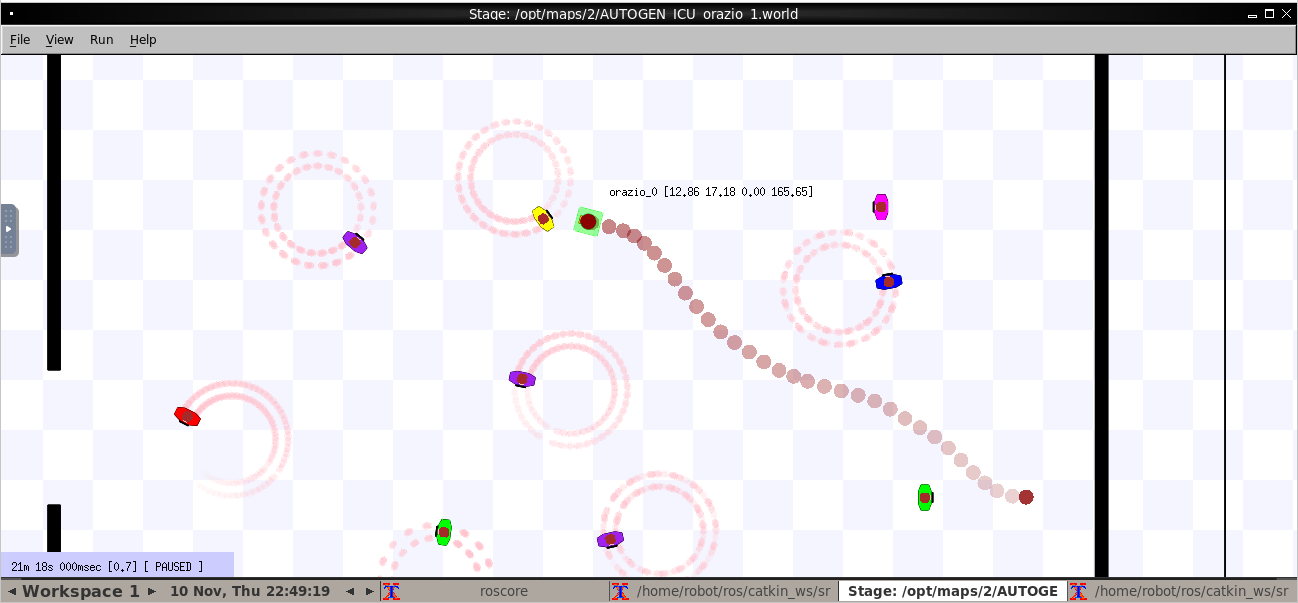 Stage: /opt/maps/2/AUTOGEN_ICU_orazio_1.world
File View Run Help
orazio_0 [12.86 17.18 0.00 165.65]
21m 18s 000msec [0.7] [ PAUSED ]
Workspace 1 10 Nov, Thu 22:49:19 roscore /home/robot/ros/catkin_ws/sr Stage: /opt/maps/2/AUTOGE /home/robot/ros/catkin_ws/sr